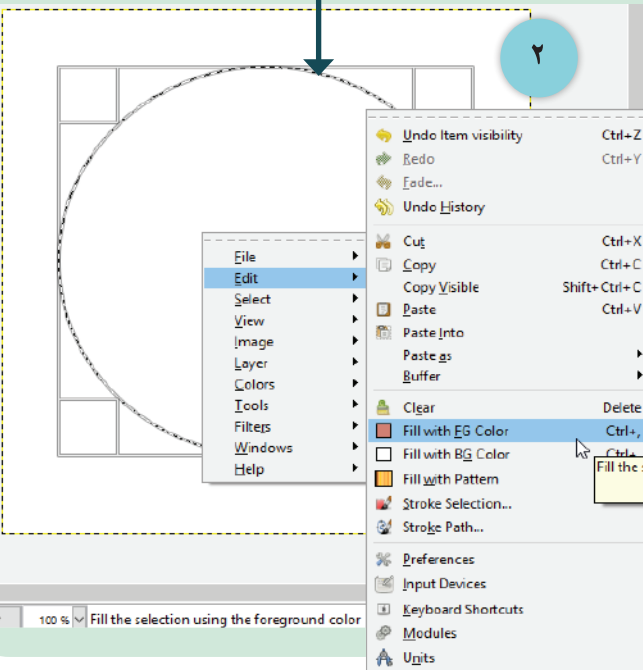 ٢
Undo Item visibility Ctrl+Z
Redo Ctrl+Y
Fade...
Undo History
Cut Ctrl+X
Copy Ctrl+C
Copy Visible Shift+Ctrl+C
Paste Ctrl+V
Paste Into
Paste as
Buffer
Clear Delete
Fill with FG Color Ctrl+,
Fill with BG Color Ctrl+.
Fill with Pattern
Stroke Selection...
Stroke Path...
Preferences
Input Devices
Keyboard Shortcuts
Modules
Units
File
Edit
Select
View
Image
Layer
Colors
Tools
Filters
Windows
Help
Fill the s
100 % Fill the selection using the foreground color